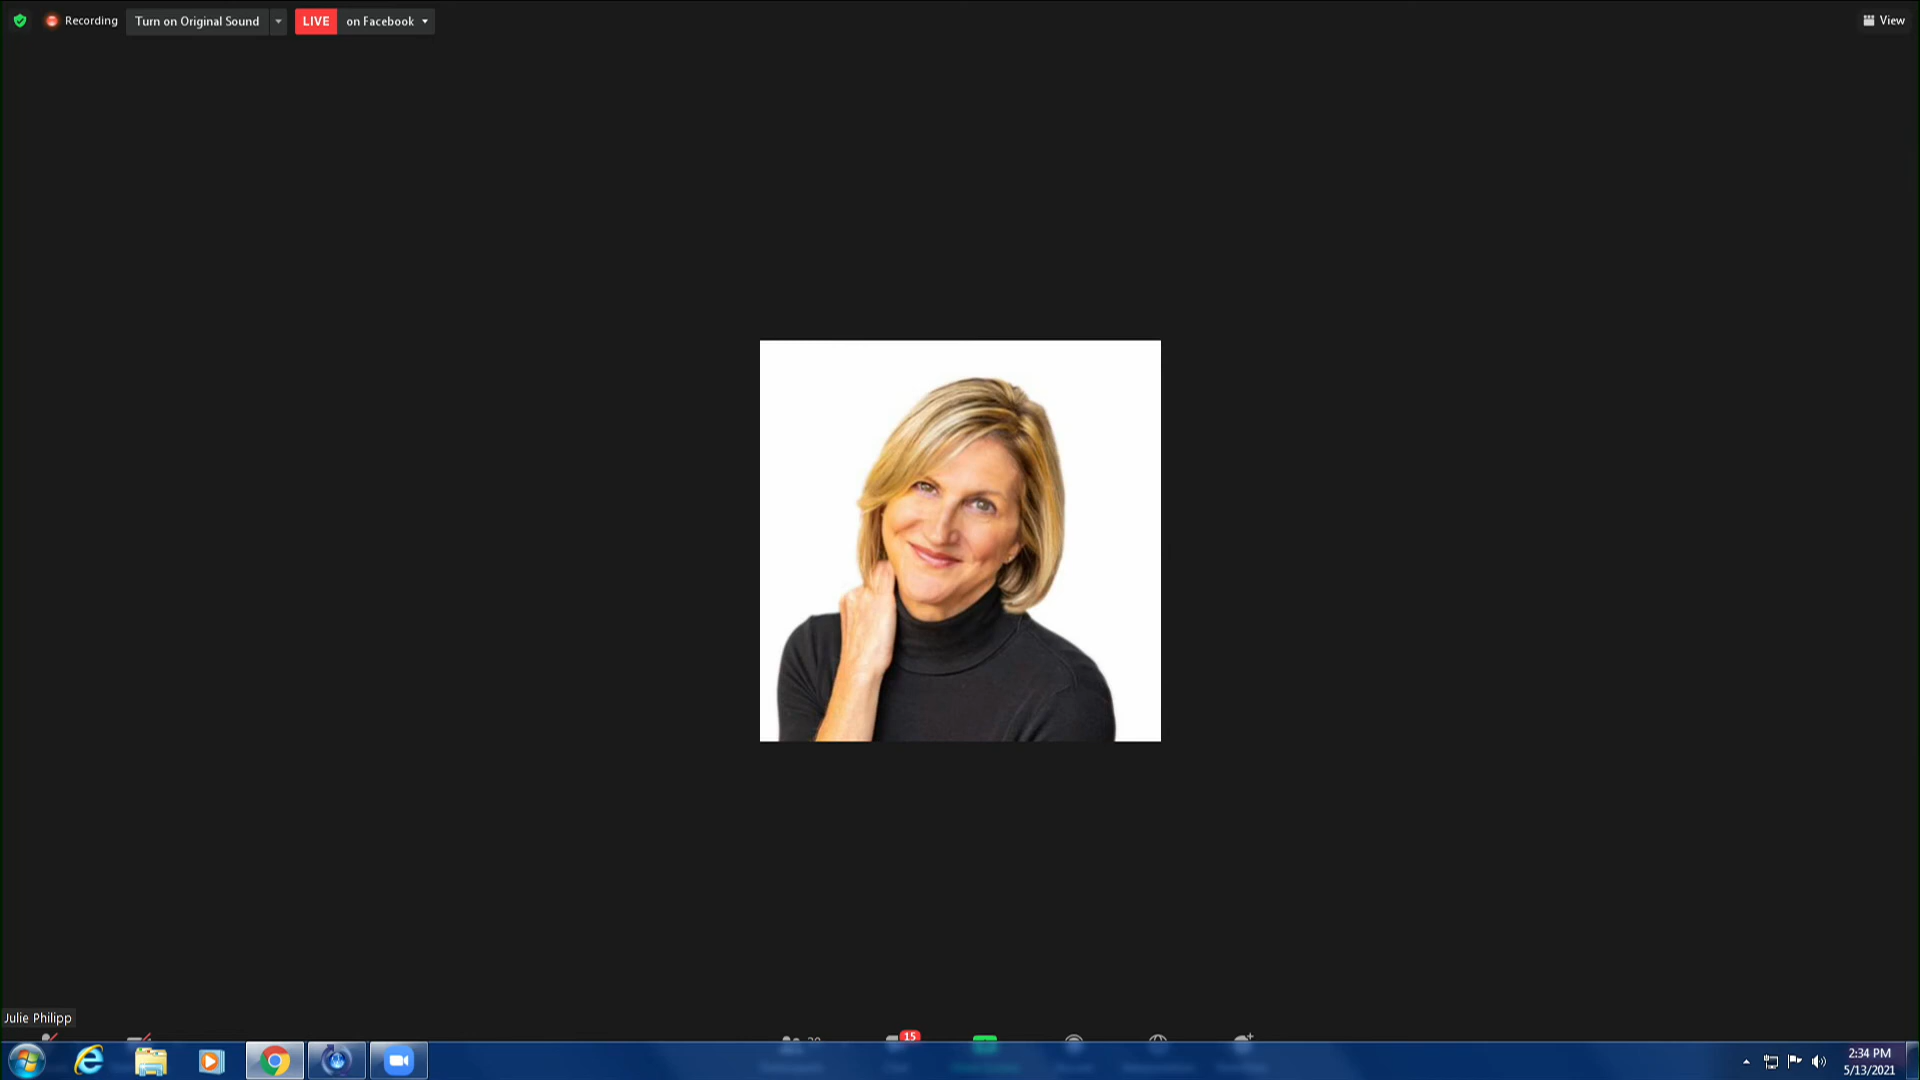 Recording
Turn on Original Sound
LIVE on Facebook
View
Julie Philipp
15
2:34 PM
5/13/2021